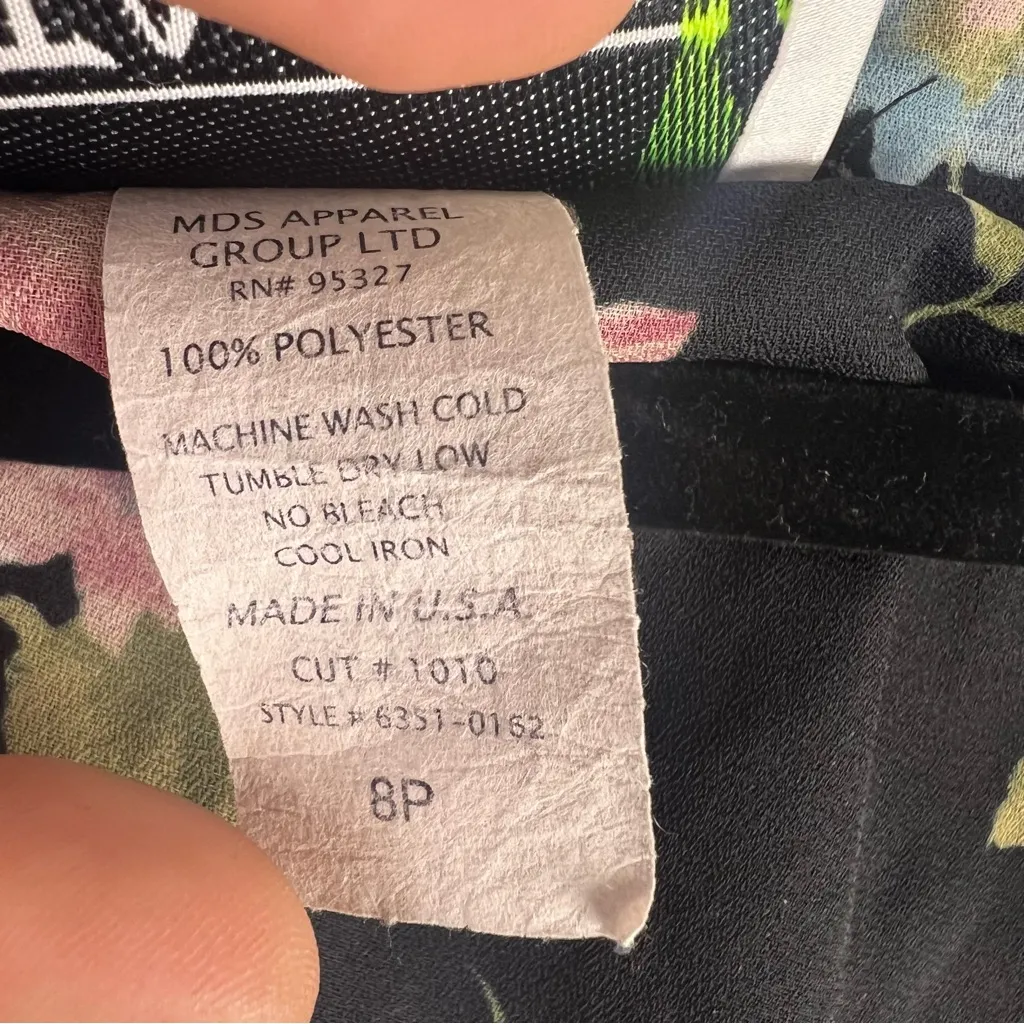 MDS APPAREL
GROUP LTD
RN# 95327
100% POLYESTER
MACHINE WASH COLD
TUMBLE DRY LOW
NO BLEACH
COOL IRON
MADE IN U.S.A.
CUT # 1010
STYLE # 6351-0162
8P